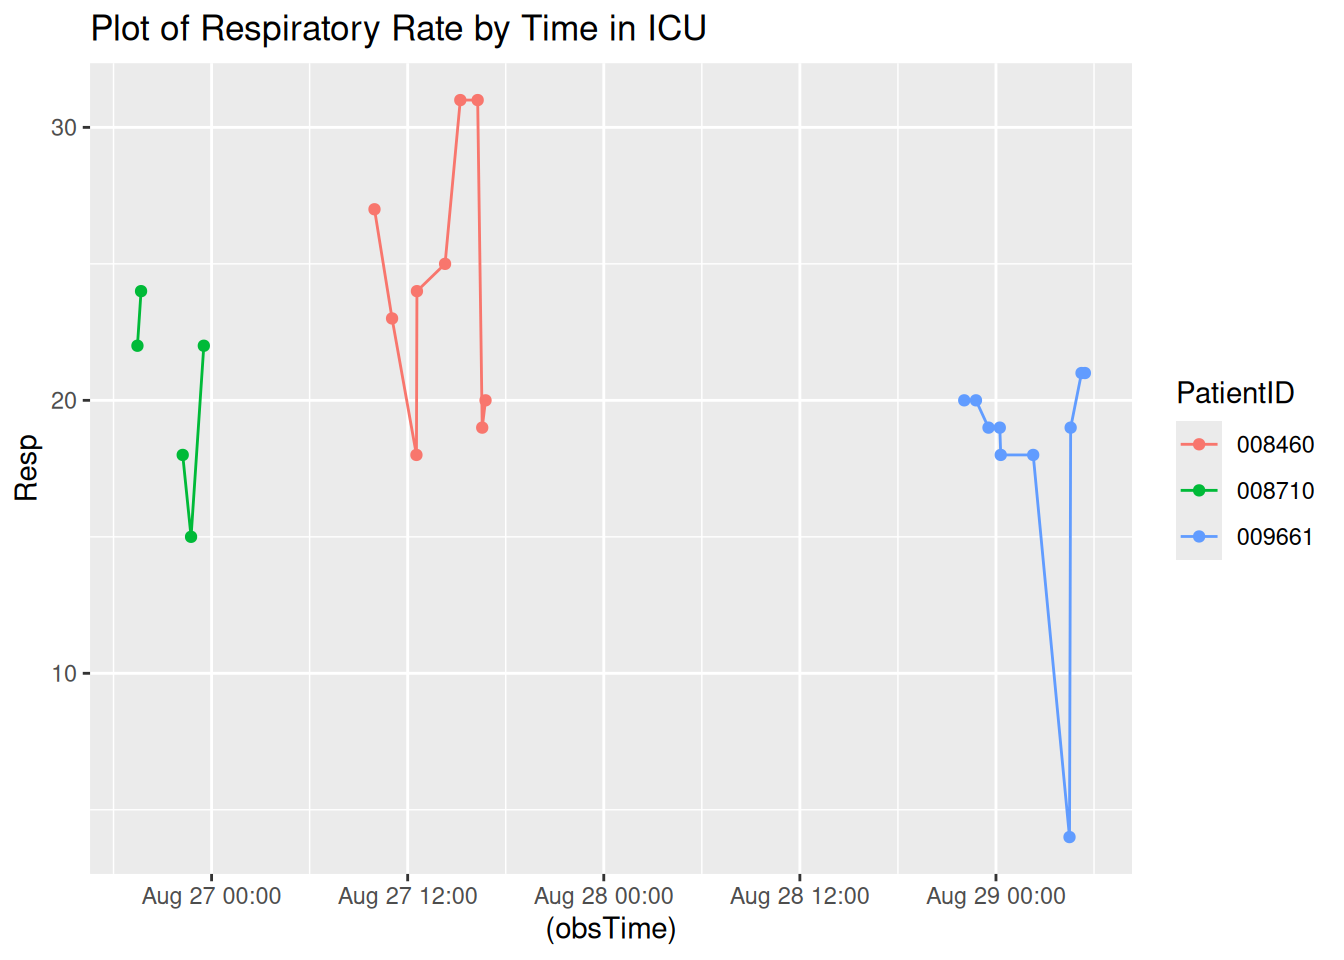 Plot of Respiratory Rate by Time in ICU
30
20
10
Resp
Aug 27 00:00
Aug 27 12:00
Aug 28 00:00
Aug 28 12:00
Aug 29 00:00
(obsTime)
PatientID
008460
008710
009661